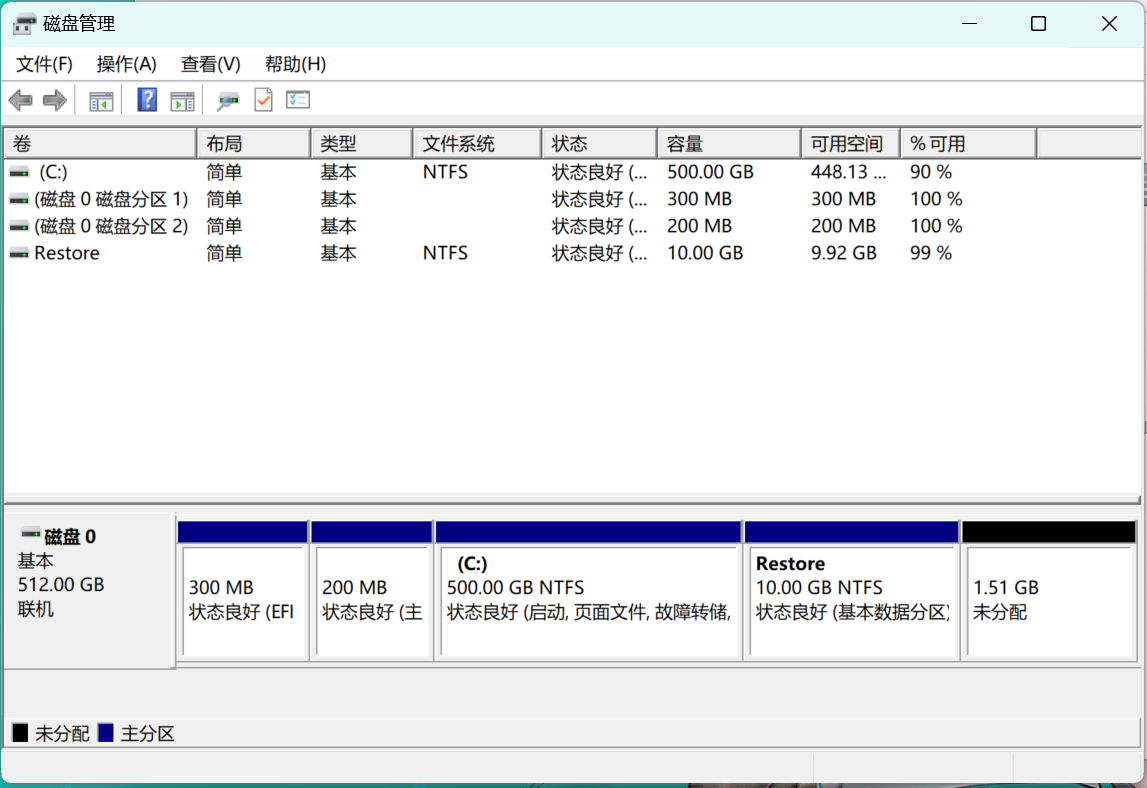 磁盘管理
文件(F) 操作(A) 查看(V) 帮助(H)
卷 布局 类型 文件系统 状态 容量 可用空间 % 可用
(C:) 简单 基本 NTFS 状态良好 (... 500.00 GB 448.13 ... 90 %
(磁盘 0 磁盘分区 1) 简单 基本 状态良好 (... 300 MB 300 MB 100 %
(磁盘 0 磁盘分区 2) 简单 基本 状态良好 (... 200 MB 200 MB 100 %
Restore 简单 基本 NTFS 状态良好 (... 10.00 GB 9.92 GB 99 %
磁盘 0
基本
512.00 GB
联机
300 MB
状态良好 (EFI
200 MB
状态良好 (主
(C:)
500.00 GB NTFS
状态良好 (启动, 页面文件, 故障转储,
Restore
10.00 GB NTFS
状态良好 (基本数据分区)
1.51 GB
未分配
未分配 主分区